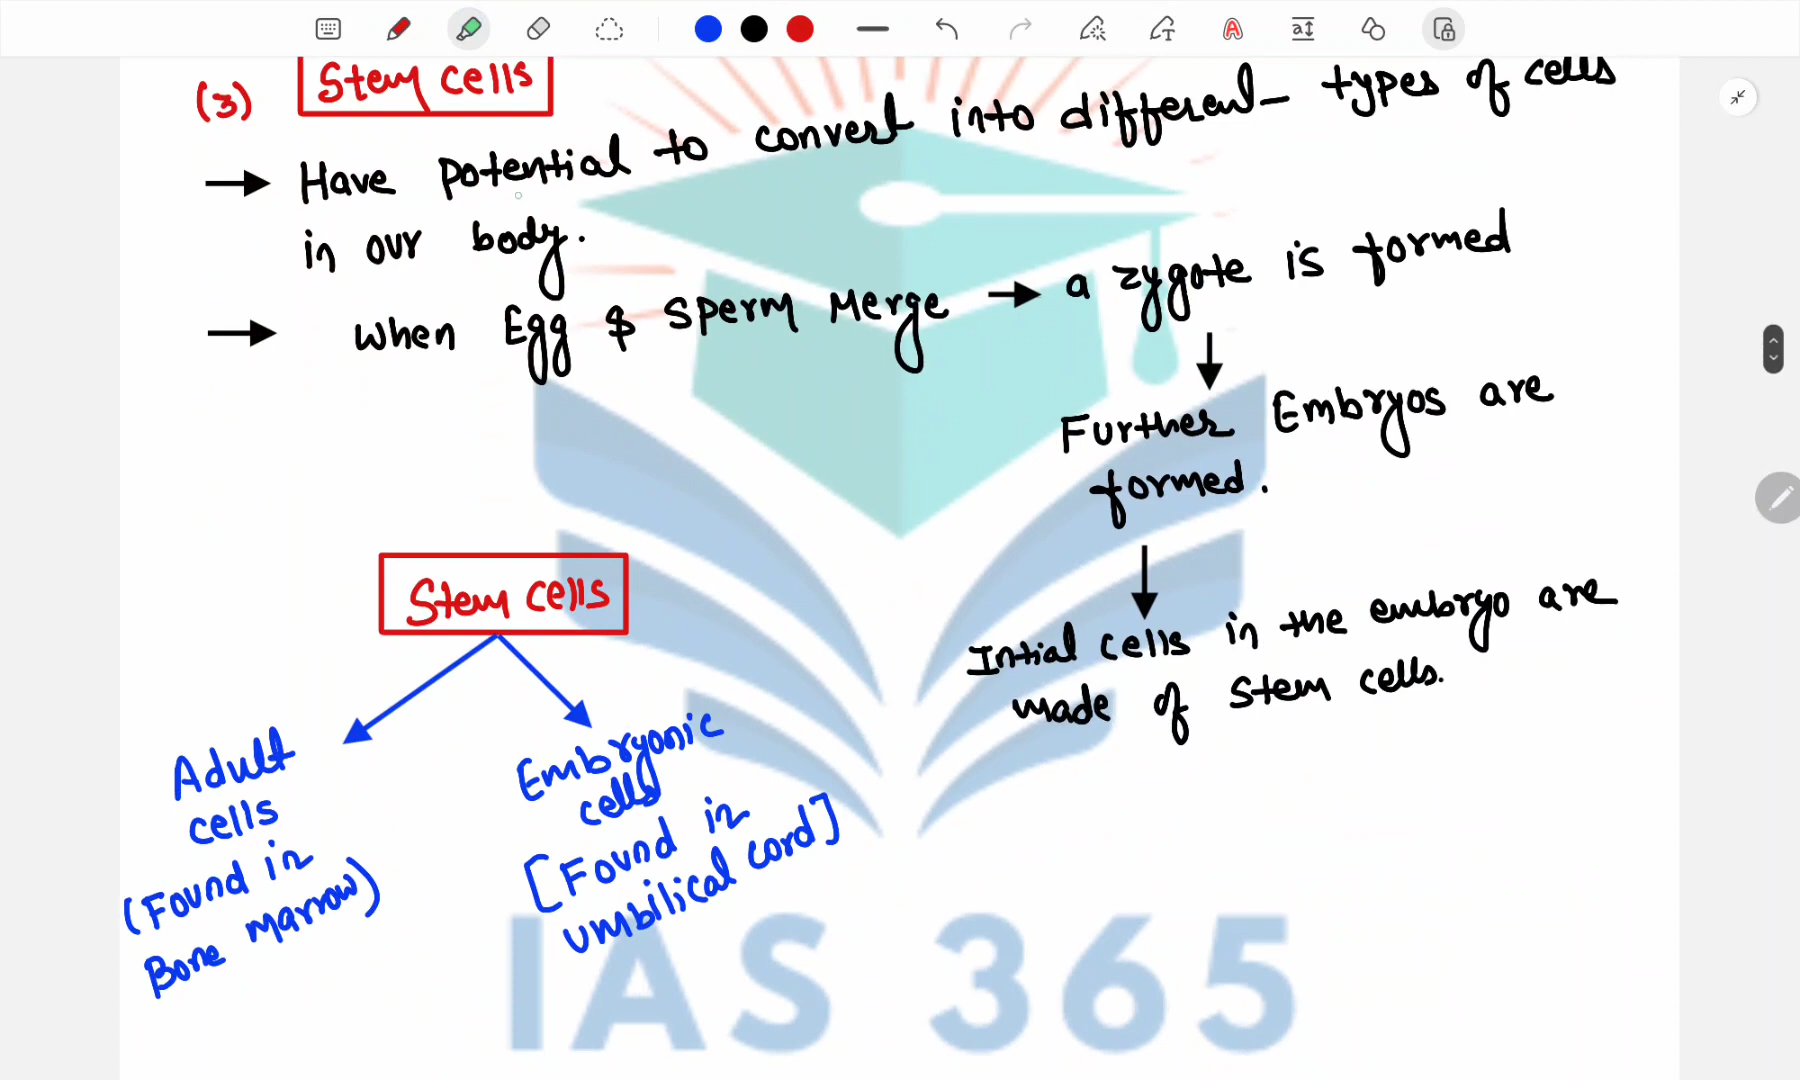 (3) Stem cells
→ Have potential to convert into different types of cells
in our body.
→ When Egg & Sperm Merge → a zygote is formed
↓
Further Embryos are
formed.
↓
Intial cells in the embryo are
made of Stem cells.
Stem cells
Adult
cells
(Found in
Bone marrow)
Embryonic
cells
[Found in
umbilical cord]
IAS 365